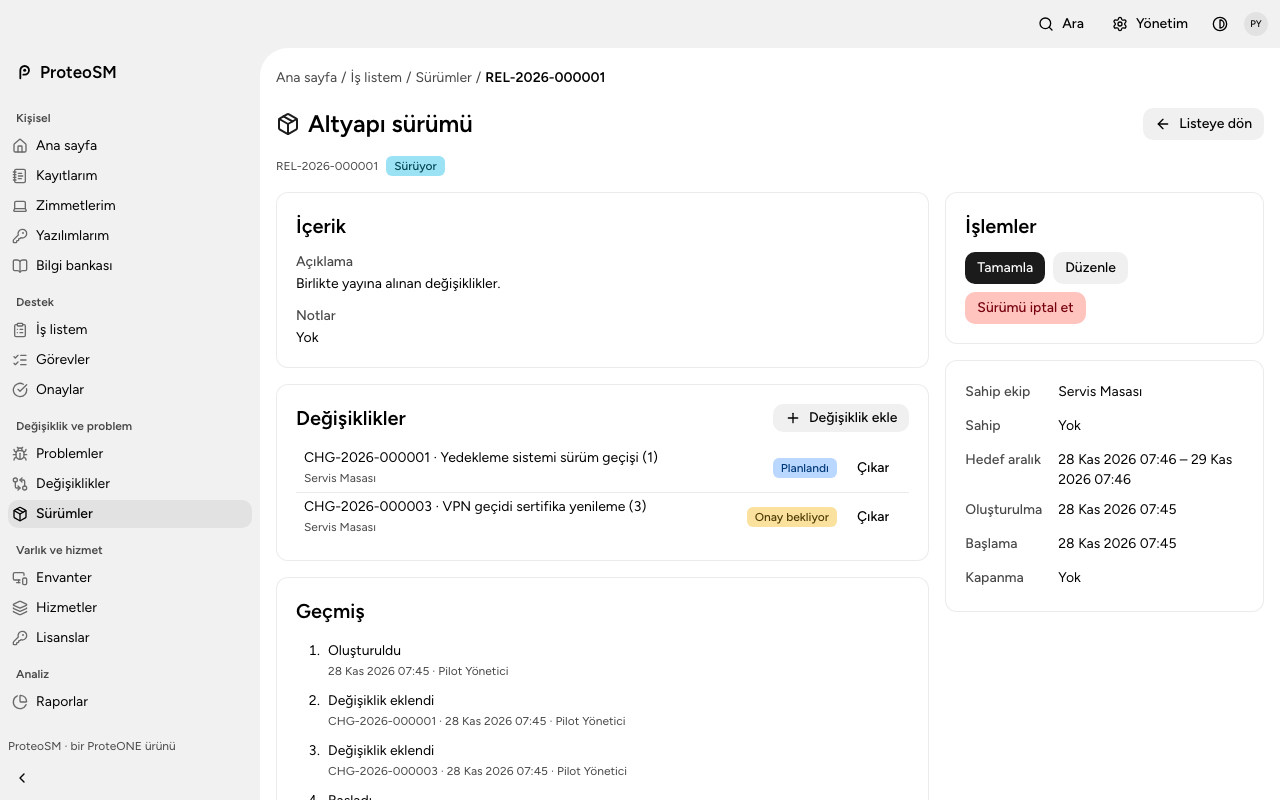 Ara
Yönetim
PY
ProteoSM
Kişisel
Ana sayfa
Kayıtlarım
Zimmetlerim
Yazılımlarım
Bilgi bankası
Destek
İş listem
Görevler
Onaylar
Değişiklik ve problem
Problemler
Değişiklikler
Sürümler
Varlık ve hizmet
Envanter
Hizmetler
Lisanslar
Analiz
Raporlar
ProteoSM · bir ProteONE ürünü
Ana sayfa / İş listem / Sürümler / REL-2026-000001
Altyapı sürümü
Listeye dön
REL-2026-000001 Sürüyor
İçerik
Açıklama
Birlikte yayına alınan değişiklikler.
Notlar
Yok
Değişiklikler
Değişiklik ekle
CHG-2026-000001 · Yedekleme sistemi sürüm geçişi (1)
Servis Masası
Planlandı Çıkar
CHG-2026-000003 · VPN geçidi sertifika yenileme (3)
Servis Masası
Onay bekliyor Çıkar
Geçmiş
1. Oluşturuldu
28 Kas 2026 07:45 · Pilot Yönetici
2. Değişiklik eklendi
CHG-2026-000001 · 28 Kas 2026 07:45 · Pilot Yönetici
3. Değişiklik eklendi
CHG-2026-000003 · 28 Kas 2026 07:45 · Pilot Yönetici
4. Başladı
İşlemler
Tamamla Düzenle
Sürümü iptal et
Sahip ekip Servis Masası
Sahip Yok
Hedef aralık 28 Kas 2026 07:46 – 29 Kas
2026 07:46
Oluşturulma 28 Kas 2026 07:45
Başlama 28 Kas 2026 07:45
Kapanma Yok